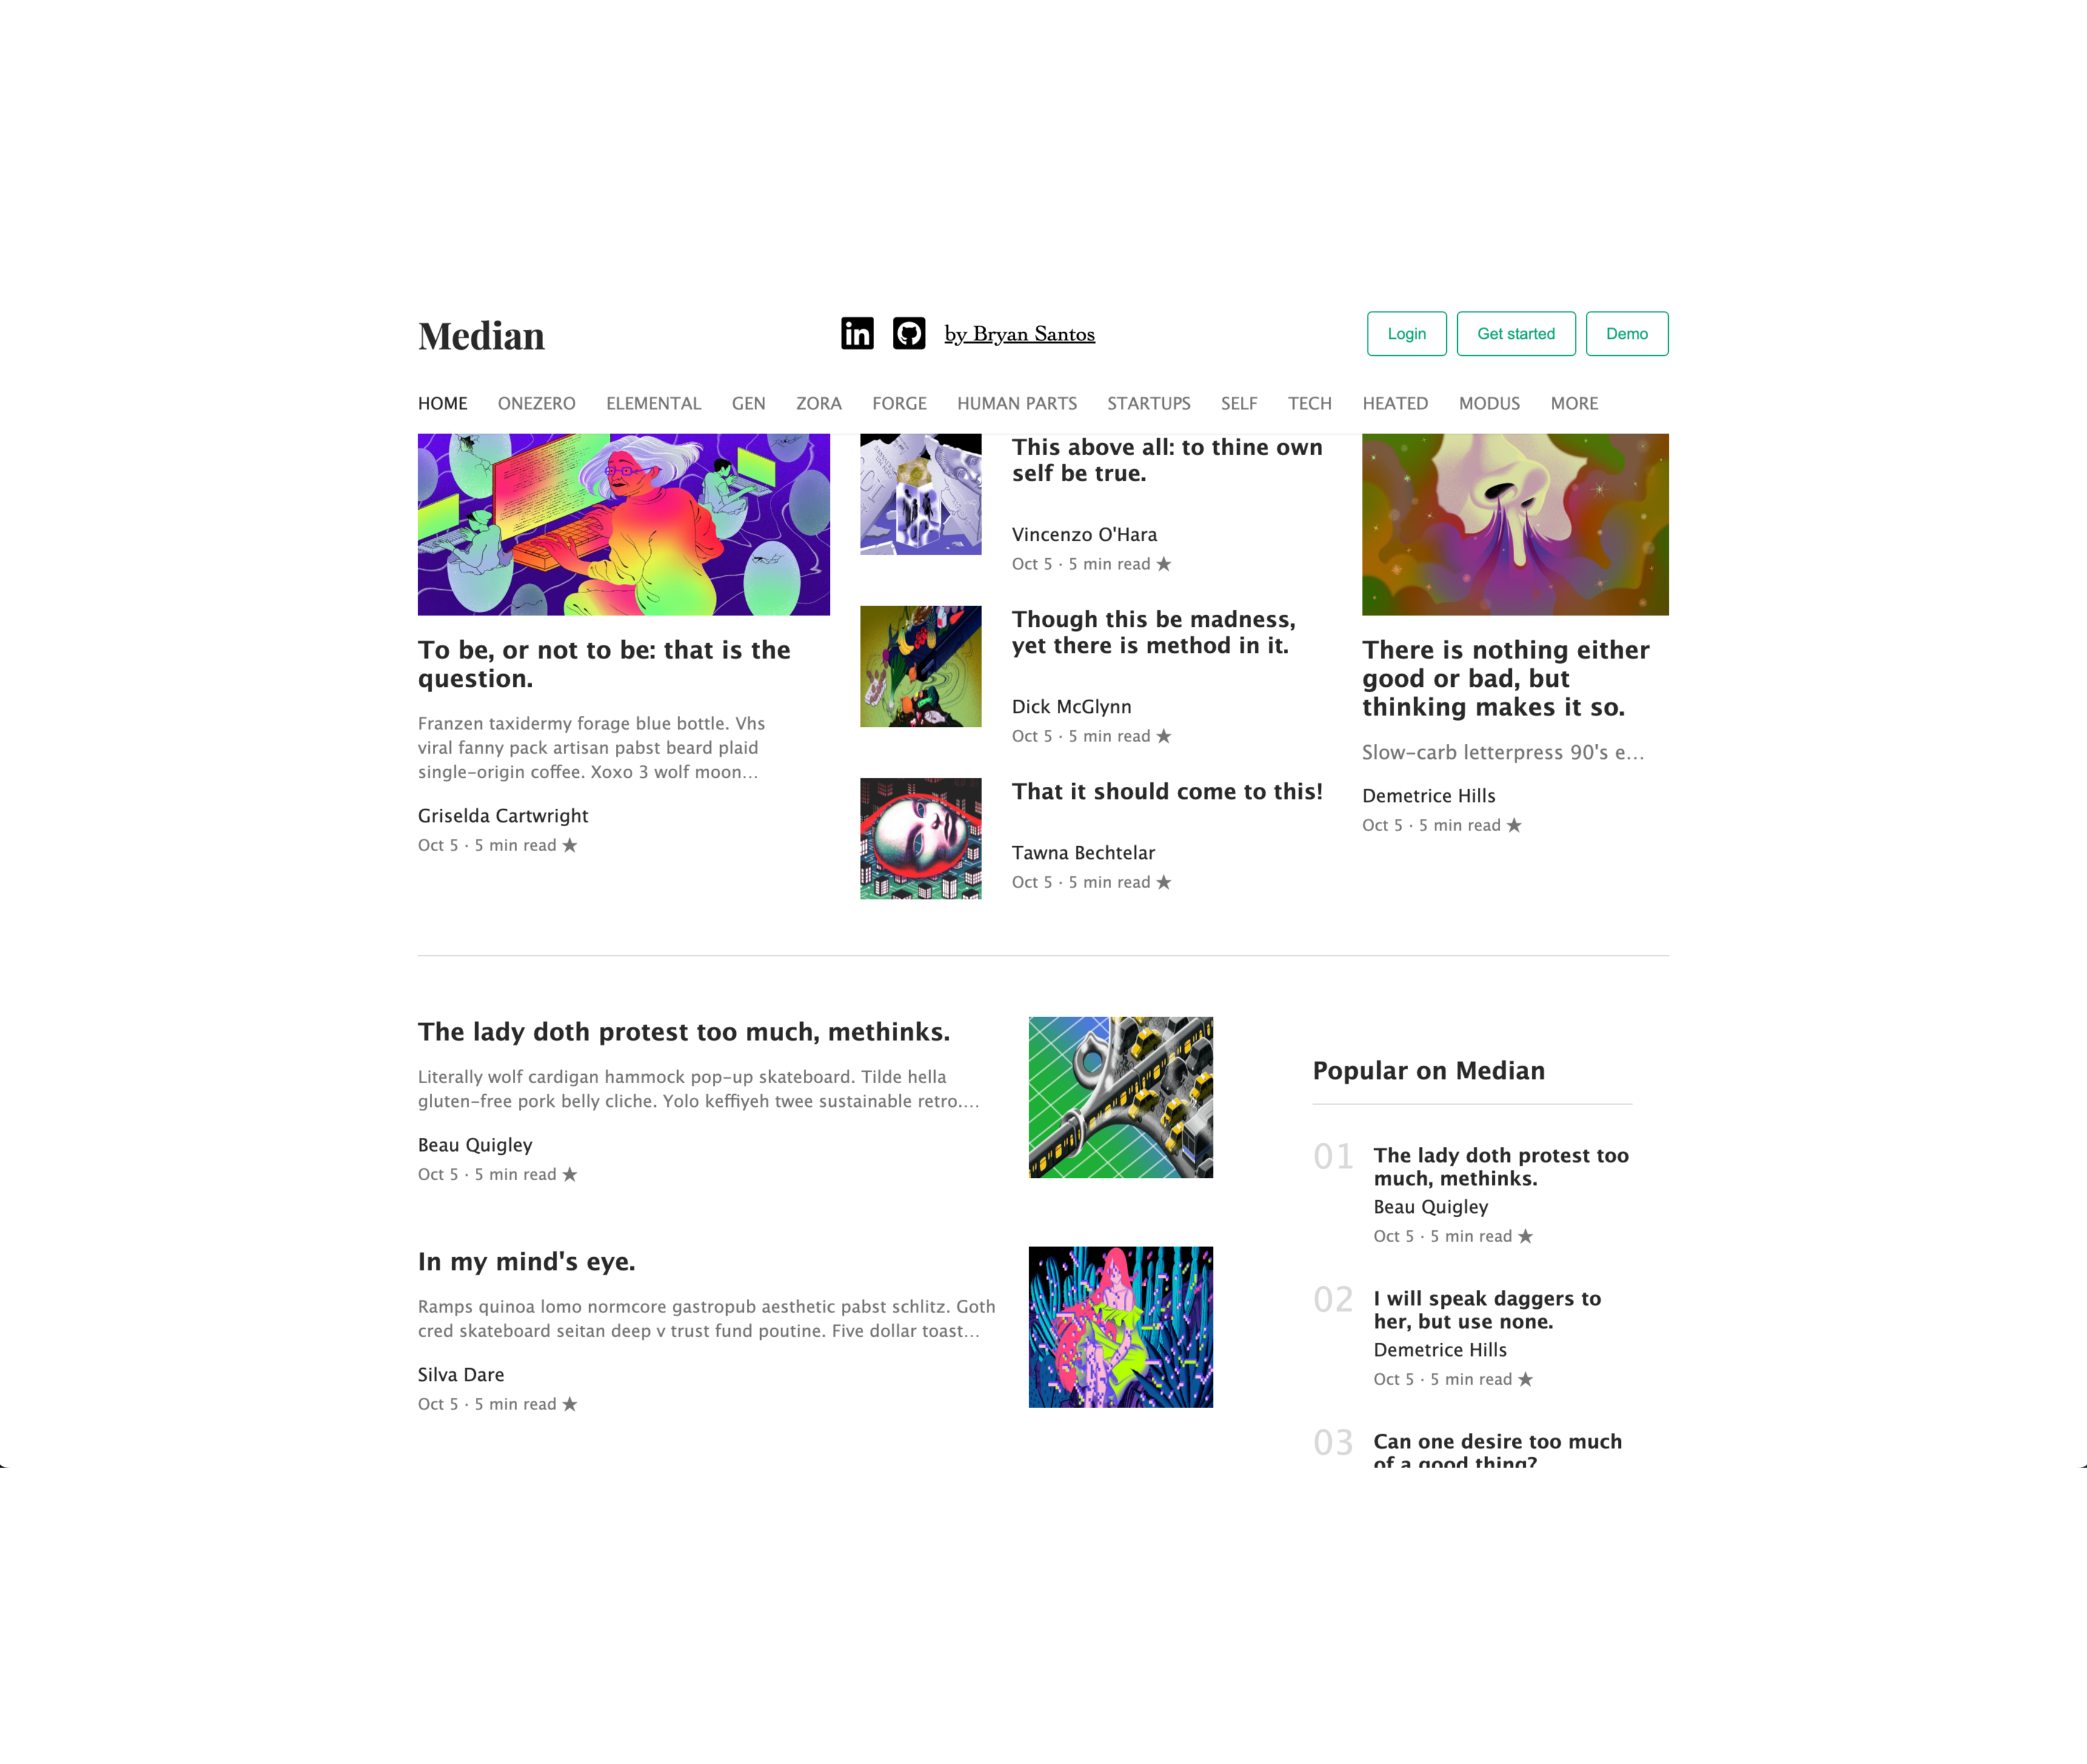 Median
by Bryan Santos
Login
Get started
Demo
HOME ONEZERO ELEMENTAL GEN ZORA FORGE HUMAN PARTS STARTUPS SELF TECH HEATED MODUS MORE
To be, or not to be: that is the
question.
Franzen taxidermy forage blue bottle. Vhs
viral fanny pack artisan pabst beard plaid
single-origin coffee. Xoxo 3 wolf moon...
Griselda Cartwright
Oct 5 · 5 min read ★
This above all: to thine own
self be true.
Vincenzo O'Hara
Oct 5 · 5 min read ★
Though this be madness,
yet there is method in it.
Dick McGlynn
Oct 5 · 5 min read ★
That it should come to this!
Tawna Bechtelar
Oct 5 · 5 min read ★
There is nothing either
good or bad, but
thinking makes it so.
Slow-carb letterpress 90's e...
Demetrice Hills
Oct 5 · 5 min read ★
The lady doth protest too much, methinks.
Literally wolf cardigan hammock pop-up skateboard. Tilde hella
gluten-free pork belly cliche. Yolo keffiyeh twee sustainable retro....
Beau Quigley
Oct 5 · 5 min read ★
In my mind's eye.
Ramps quinoa lomo normcore gastropub aesthetic pabst schlitz. Goth
cred skateboard seitan deep v trust fund poutine. Five dollar toast...
Silva Dare
Oct 5 · 5 min read ★
Popular on Median
01
The lady doth protest too
much, methinks.
Beau Quigley
Oct 5 · 5 min read ★
02
I will speak daggers to
her, but use none.
Demetrice Hills
Oct 5 · 5 min read ★
03
Can one desire too much
of a good thing?